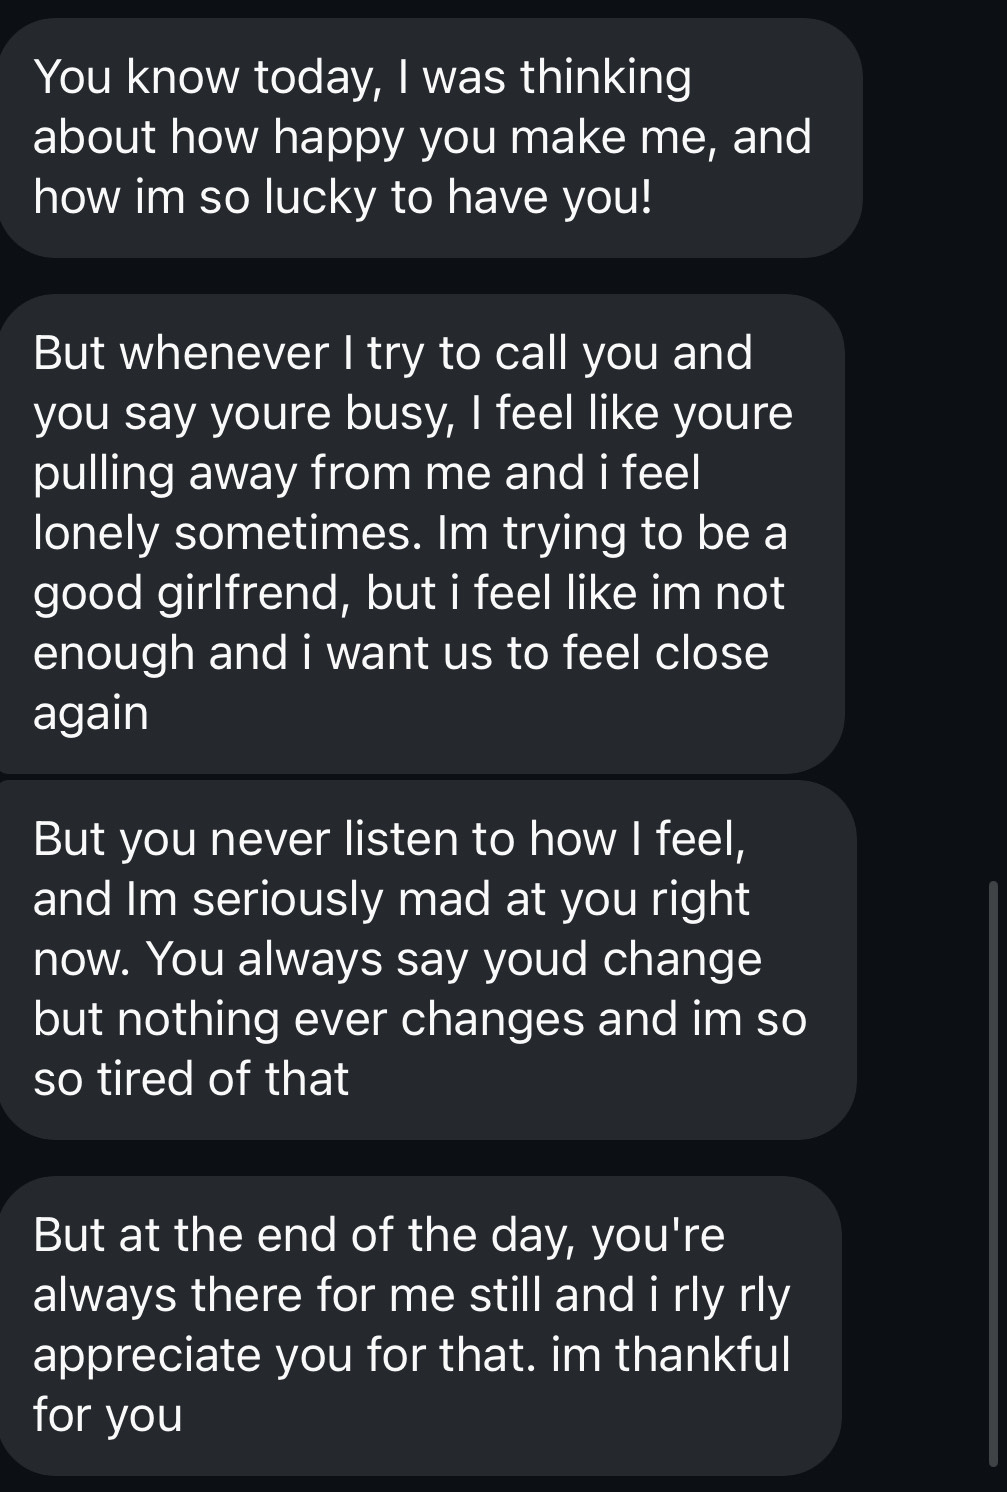 You know today, I was thinking
about how happy you make me, and
how im so lucky to have you!
But whenever I try to call you and
you say youre busy, I feel like youre
pulling away from me and i feel
lonely sometimes. Im trying to be a
good girlfrend, but i feel like im not
enough and i want us to feel close
again
But you never listen to how I feel,
and Im seriously mad at you right
now. You always say youd change
but nothing ever changes and im so
so tired of that
But at the end of the day, you're
always there for me still and i rly rly
appreciate you for that. im thankful
for you